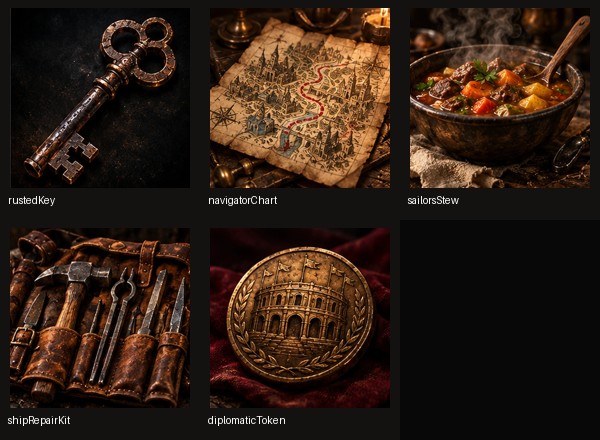 rustedKey
navigatorChart
sailorsStew
shipRepairKit
diplomaticToken